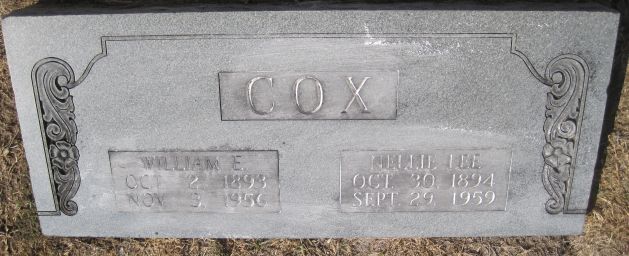 COX
WILLIAM E.
OCT. 2, 1893
NOV. 3, 1956
NELLIE LEE
OCT. 30, 1894
SEPT. 29, 1959